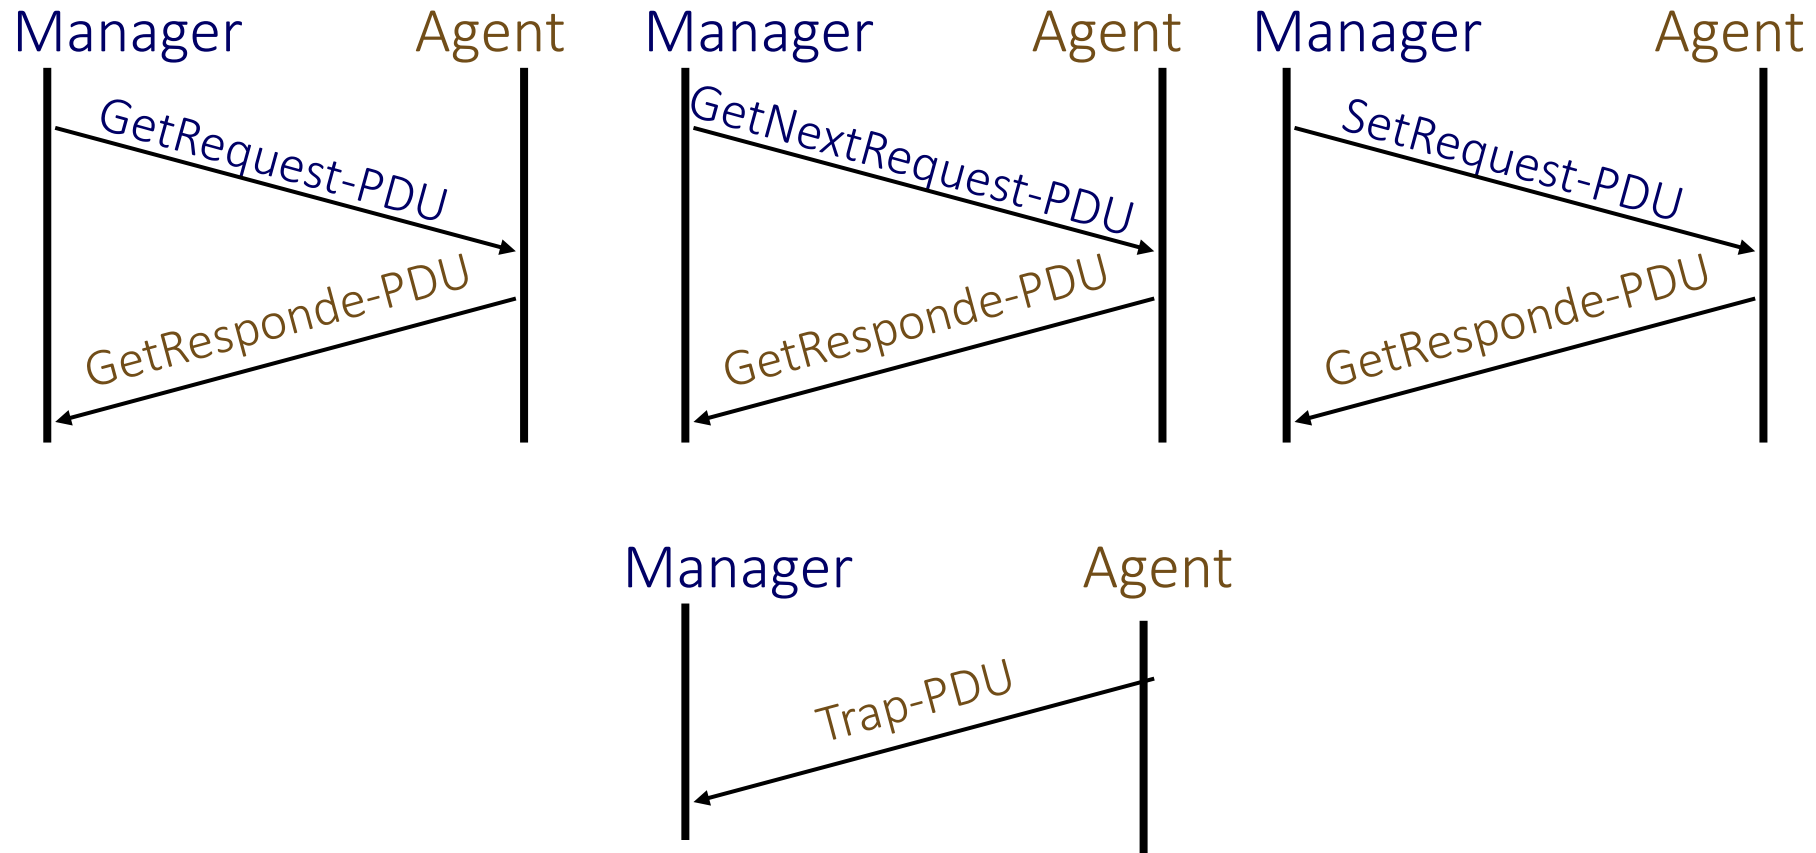 Manager Agent
GetRequest-PDU
GetResponde-PDU
Manager Agent
GetNextRequest-PDU
GetResponde-PDU
Manager Agent
SetRequest-PDU
GetResponde-PDU
Manager Agent
Trap-PDU